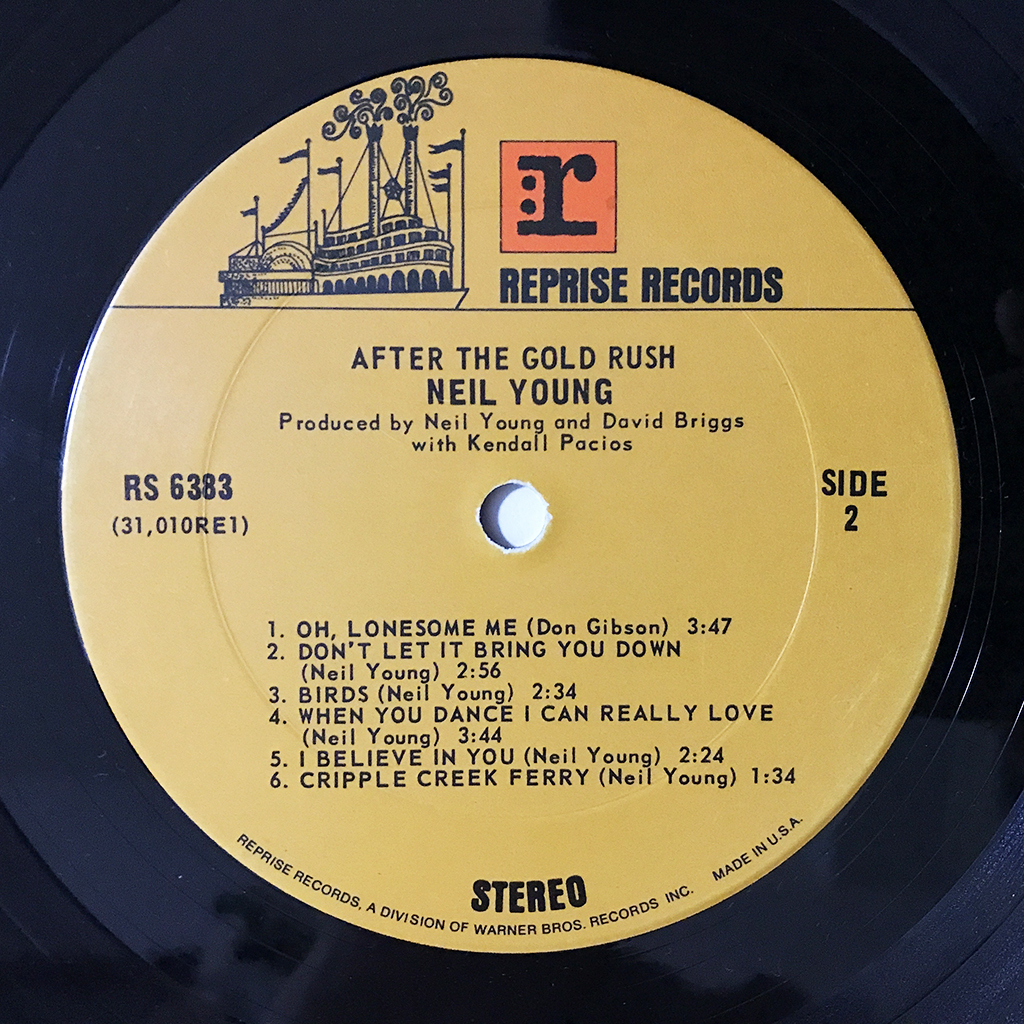 r
REPRISE RECORDS
AFTER THE GOLD RUSH
NEIL YOUNG
Produced by Neil Young and David Briggs
with Kendall Pacios
RS 6383
(31,010RE1)
SIDE
2
1. OH, LONESOME ME (Don Gibson) 3:47
2. DON'T LET IT BRING YOU DOWN
(Neil Young) 2:56
3. BIRDS (Neil Young) 2:34
4. WHEN YOU DANCE I CAN REALLY LOVE
(Neil Young) 3:44
5. I BELIEVE IN YOU (Neil Young) 2:24
6. CRIPPLE CREEK FERRY (Neil Young) 1:34
STEREO
REPRISE RECORDS, A DIVISION OF WARNER BROS. RECORDS INC. MADE IN U.S.A.